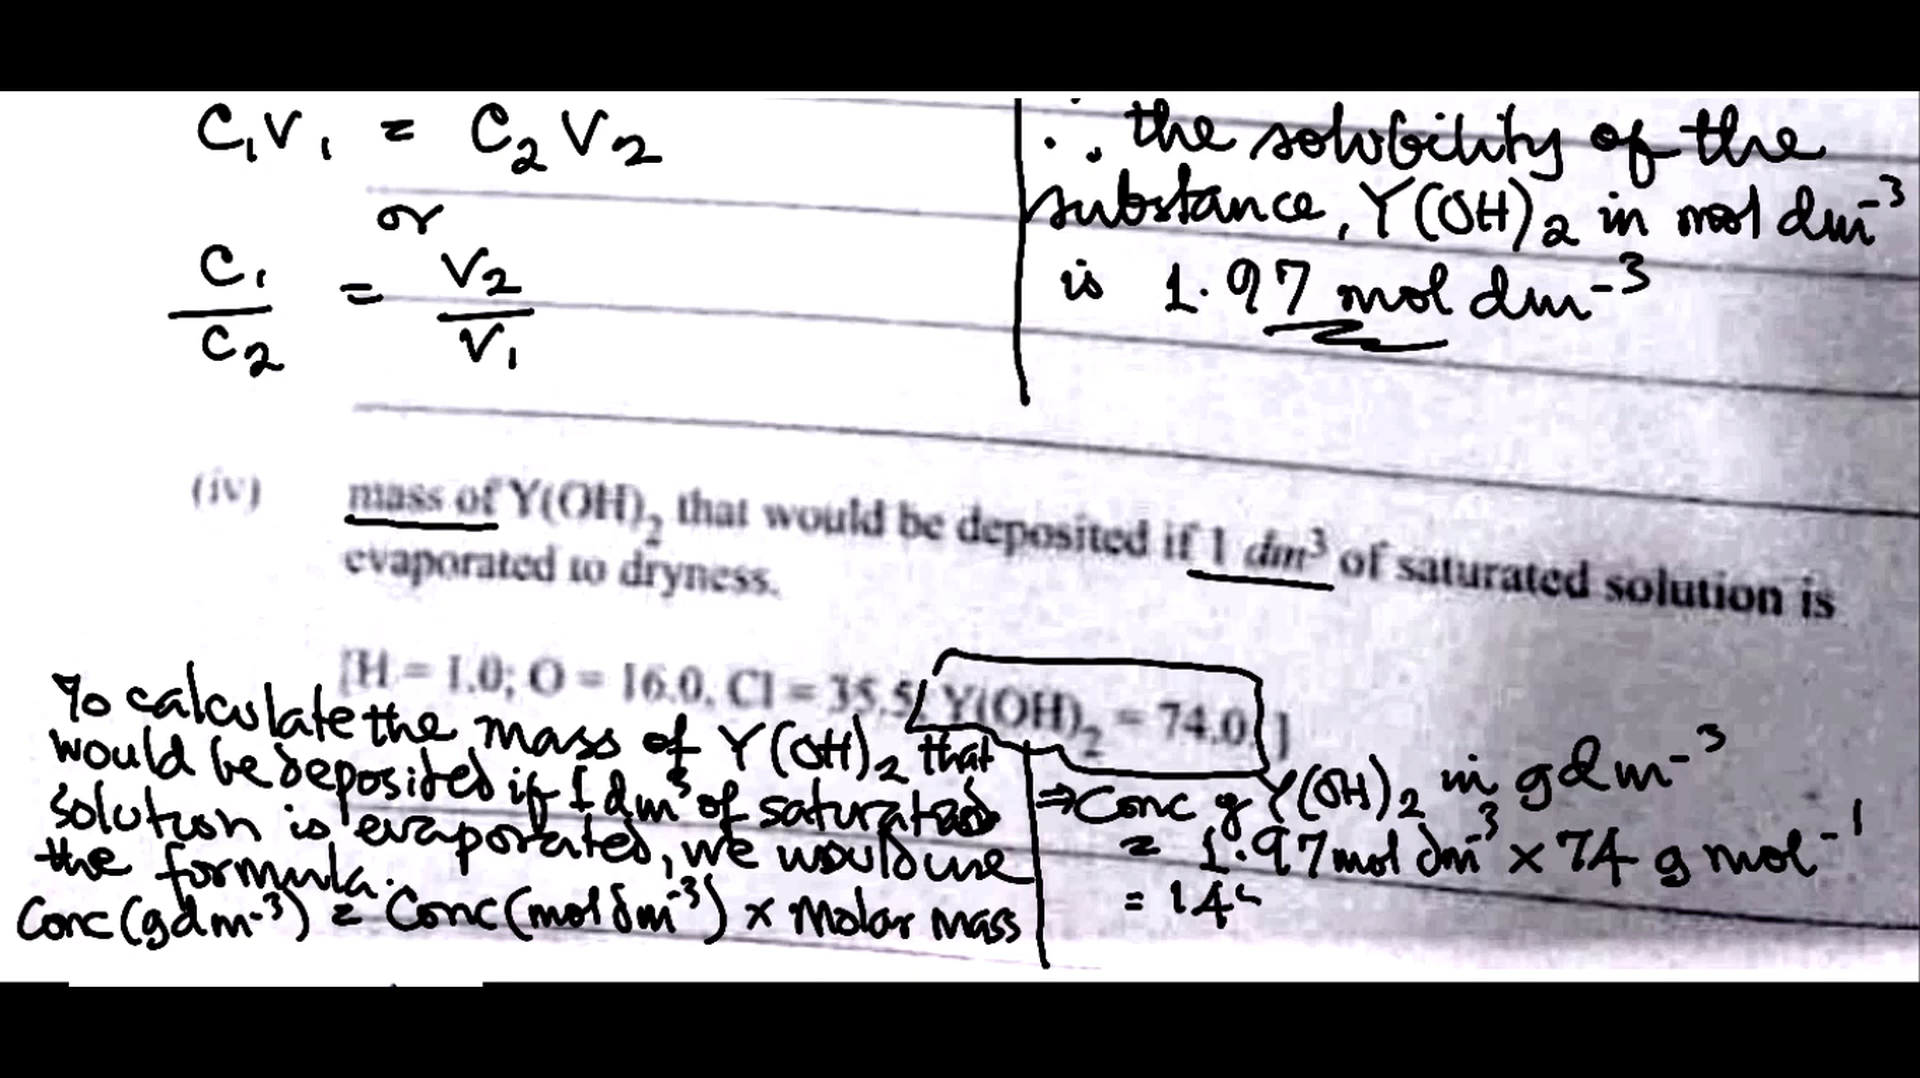 C₁V₁ = C₂V₂
or
C₁/C₂ = V₂/V₁
∴ the solubility of the
substance, Y(OH)₂ in mol dm⁻³
is 1.97 mol dm⁻³
(iv) mass of Y(OH)₂ that would be deposited if 1 dm³ of saturated solution is
evaporated to dryness.
[H = 1.0; O = 16.0, Cl = 35.5, Y(OH)₂ = 74.0 ]
To calculate the mass of Y(OH)₂ that
would be deposited if 1 dm³ of saturated
solution is evaporated, we would use
the formula.
Conc (gdm⁻³) = Conc (mol dm⁻³) x Molar mass
⇒ Conc of Y(OH)₂ in gdm⁻³
= 1.97 mol dm⁻³ x 74 g mol⁻¹
= 14